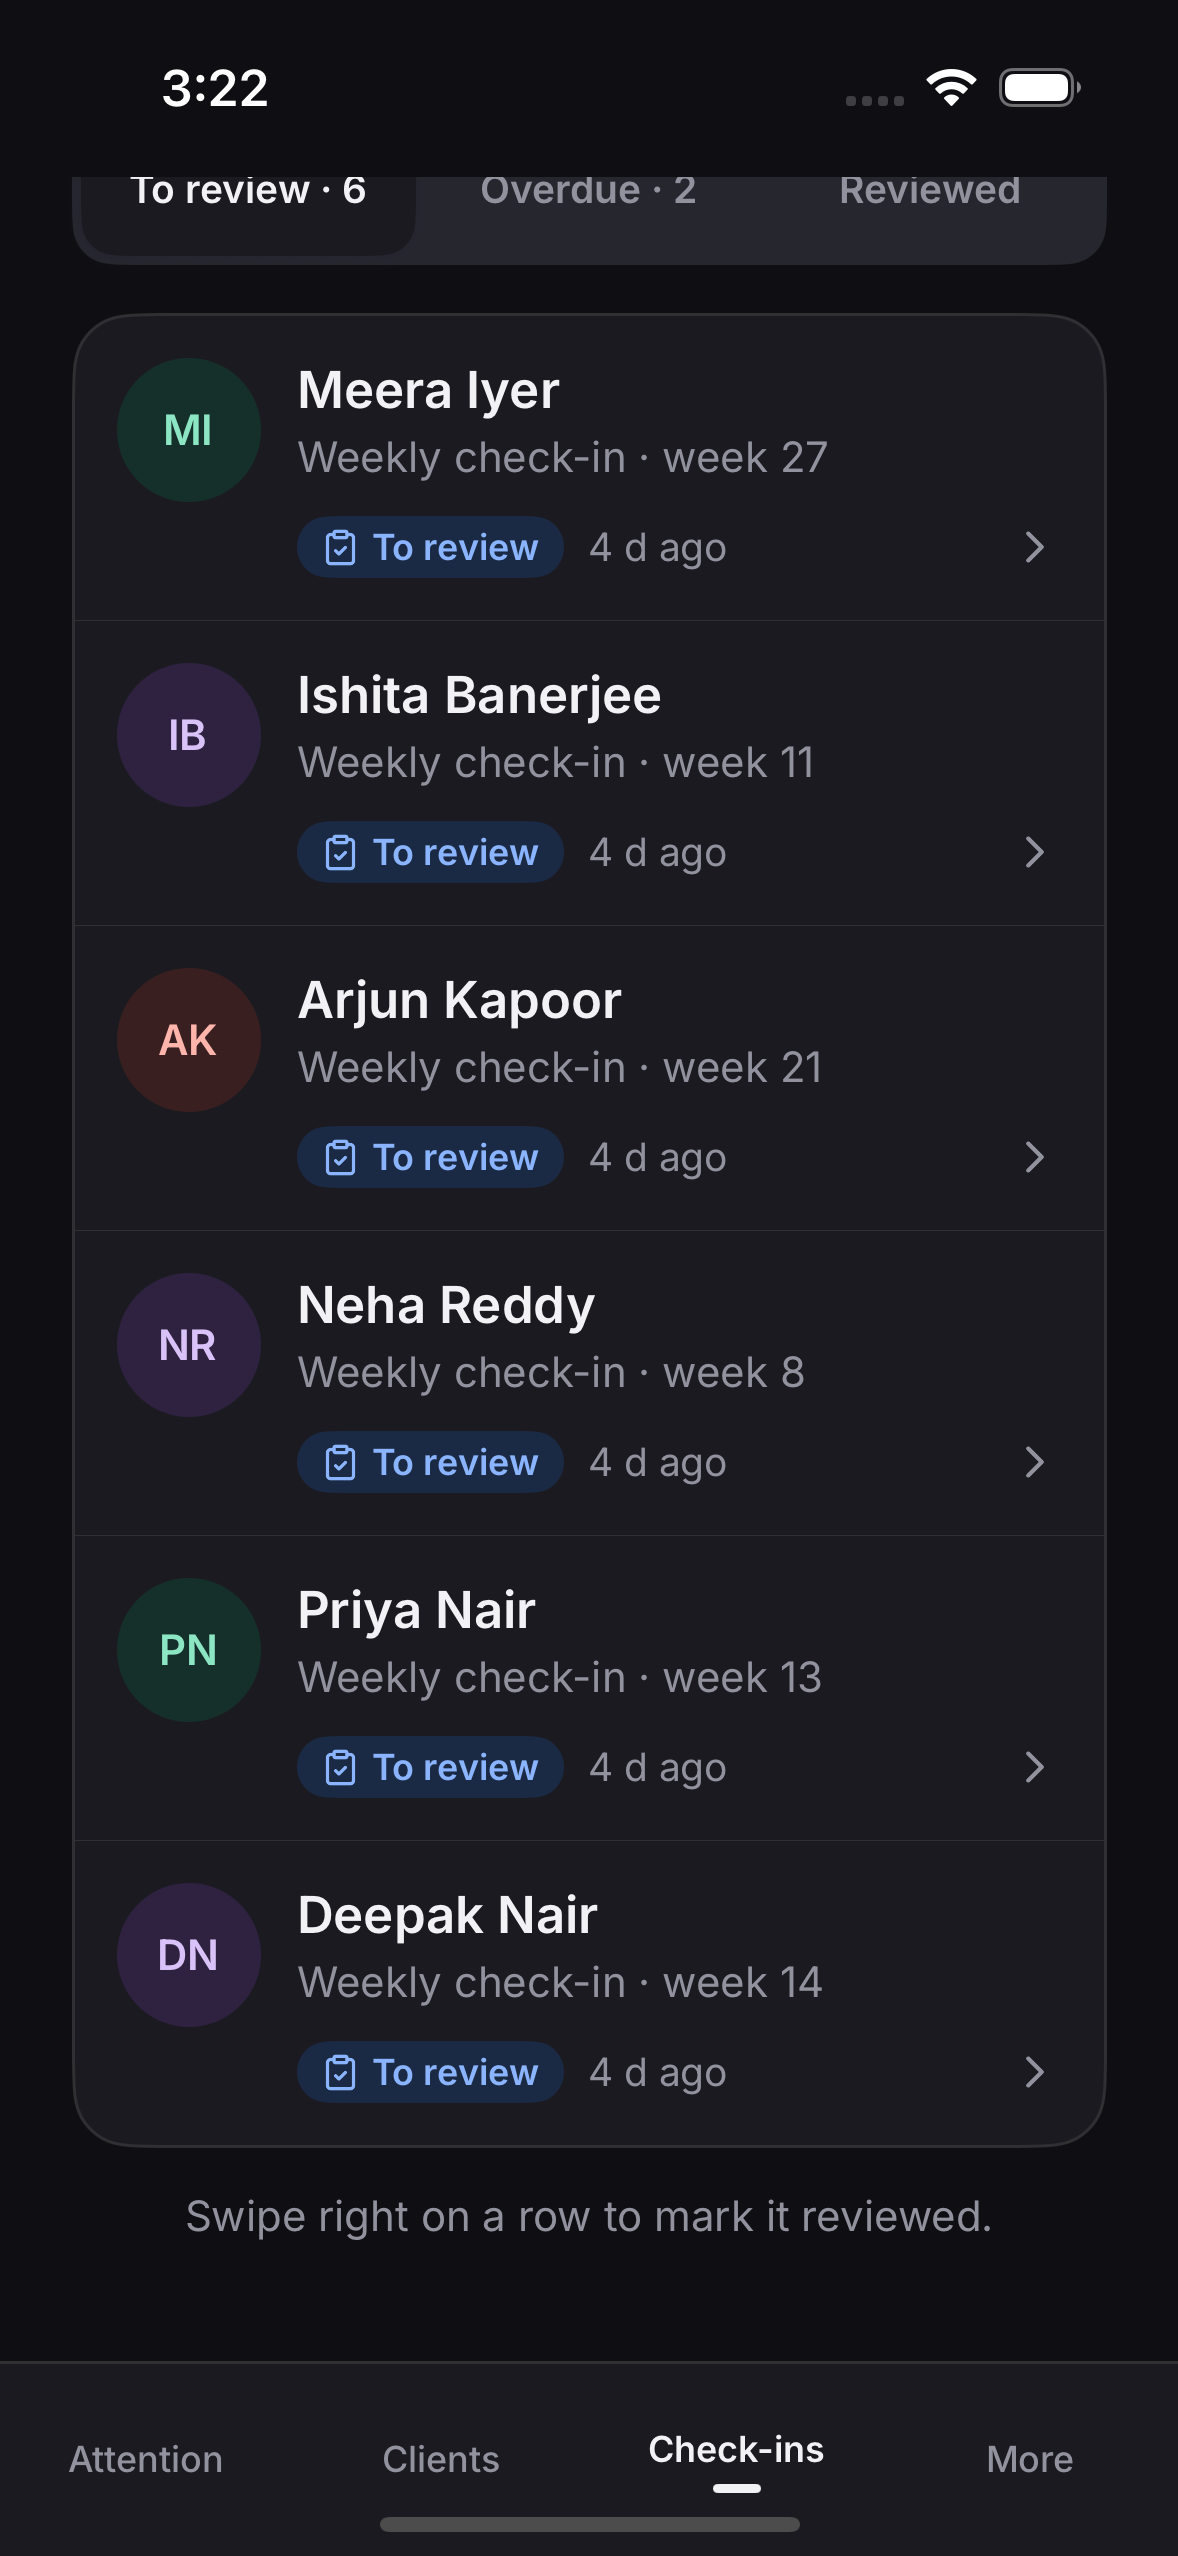 3:22
To review · 6
Overdue · 2
Reviewed
MI
Meera Iyer
Weekly check-in · week 27
To review
4 d ago
IB
Ishita Banerjee
Weekly check-in · week 11
To review
4 d ago
AK
Arjun Kapoor
Weekly check-in · week 21
To review
4 d ago
NR
Neha Reddy
Weekly check-in · week 8
To review
4 d ago
PN
Priya Nair
Weekly check-in · week 13
To review
4 d ago
DN
Deepak Nair
Weekly check-in · week 14
To review
4 d ago
Swipe right on a row to mark it reviewed.
Attention
Clients
Check-ins
More